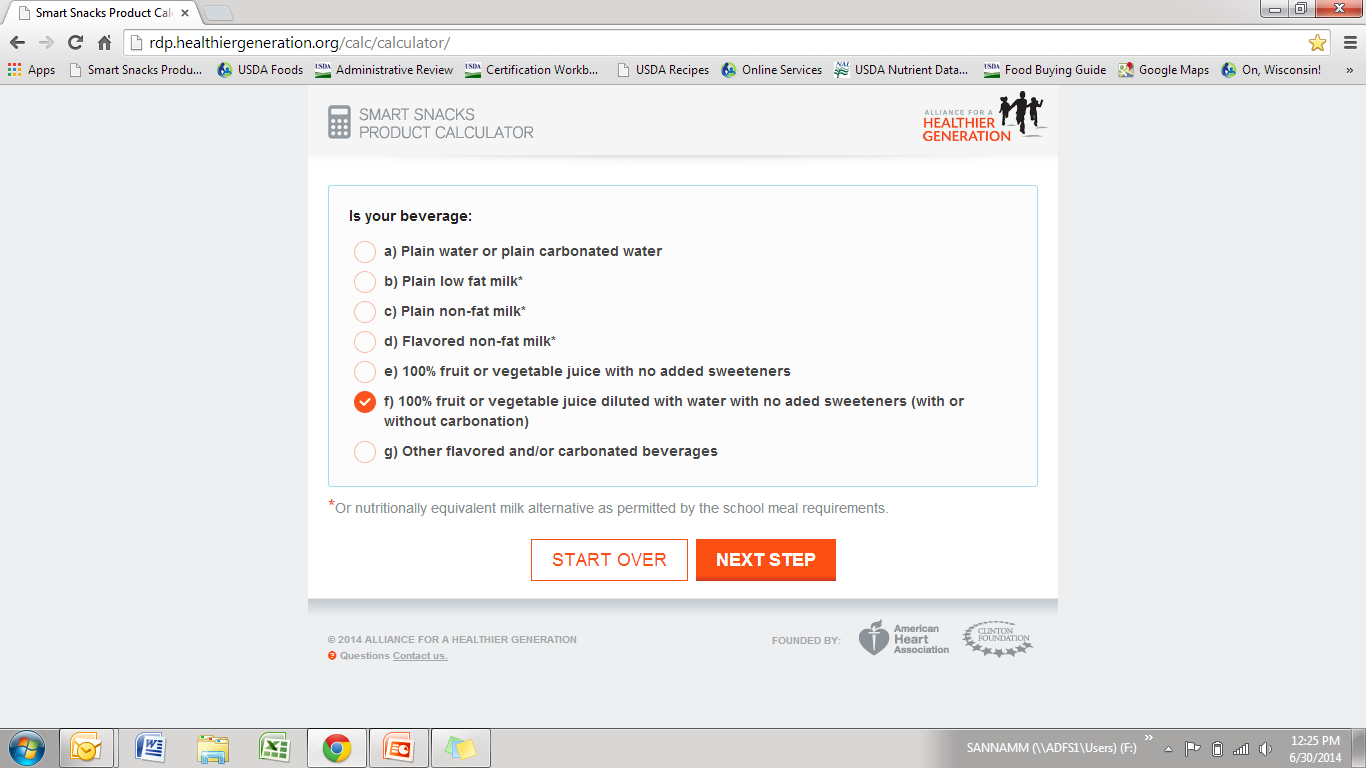 Smart Snacks Product Calc
rdp.healthiergeneration.org/calc/calculator/
Apps Smart Snacks Produ... USDA Foods Administrative Review Certification Workb... USDA Recipes Online Services USDA Nutrient Data... Food Buying Guide Google Maps On, Wisconsin! »
SMART SNACKS
PRODUCT CALCULATOR
ALLIANCE FOR A
HEALTHIER
GENERATION
Is your beverage:
a) Plain water or plain carbonated water
b) Plain low fat milk*
c) Plain non-fat milk*
d) Flavored non-fat milk*
e) 100% fruit or vegetable juice with no added sweeteners
f) 100% fruit or vegetable juice diluted with water with no aded sweeteners (with or
without carbonation)
g) Other flavored and/or carbonated beverages
*Or nutritionally equivalent milk alternative as permitted by the school meal requirements.
START OVER NEXT STEP
© 2014 ALLIANCE FOR A HEALTHIER GENERATION
? Questions Contact us.
FOUNDED BY:
American
Heart
Association
CLINTON
FOUNDATION
SANNAMM (\\ADFS1\Users) (F:) »
12:25 PM
6/30/2014